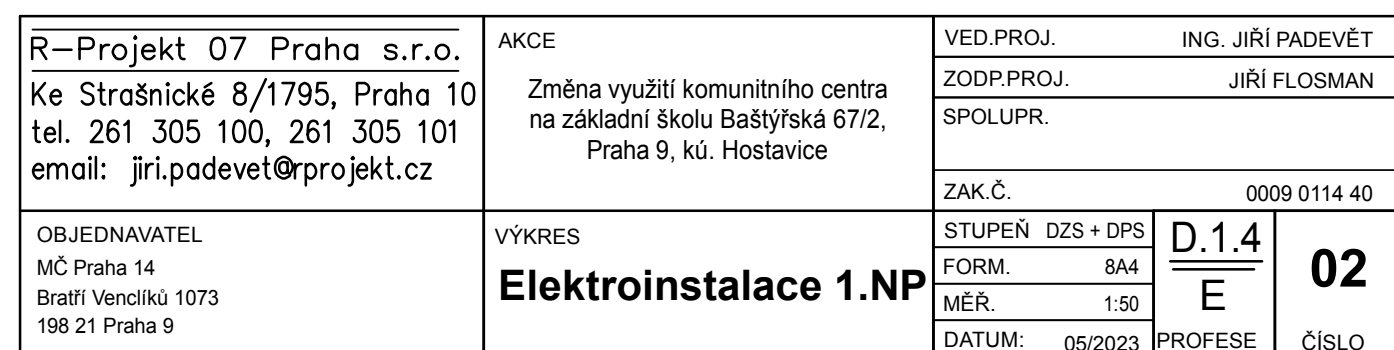 R-Projekt 07 Praha s.r.o.
Ke Strašnické 8/1795, Praha 10
tel. 261 305 100, 261 305 101
email: jiri.padevet@rprojekt.cz
AKCE
Změna využití komunitního centra
na základní školu Baštýřská 67/2,
Praha 9, kú. Hostavice
VED.PROJ. ING. JIŘÍ PADEVĚT
ZODP.PROJ. JIŘÍ FLOSMAN
SPOLUPR.
ZAK.Č. 0009 0114 40
OBJEDNAVATEL
MČ Praha 14
Bratří Venclíků 1073
198 21 Praha 9
VÝKRES
Elektroinstalace 1.NP
STUPEŇ DZS + DPS
FORM. 8A4
MĚŘ. 1:50
DATUM: 05/2023
D.1.4
E
PROFESE
02
ČÍSLO